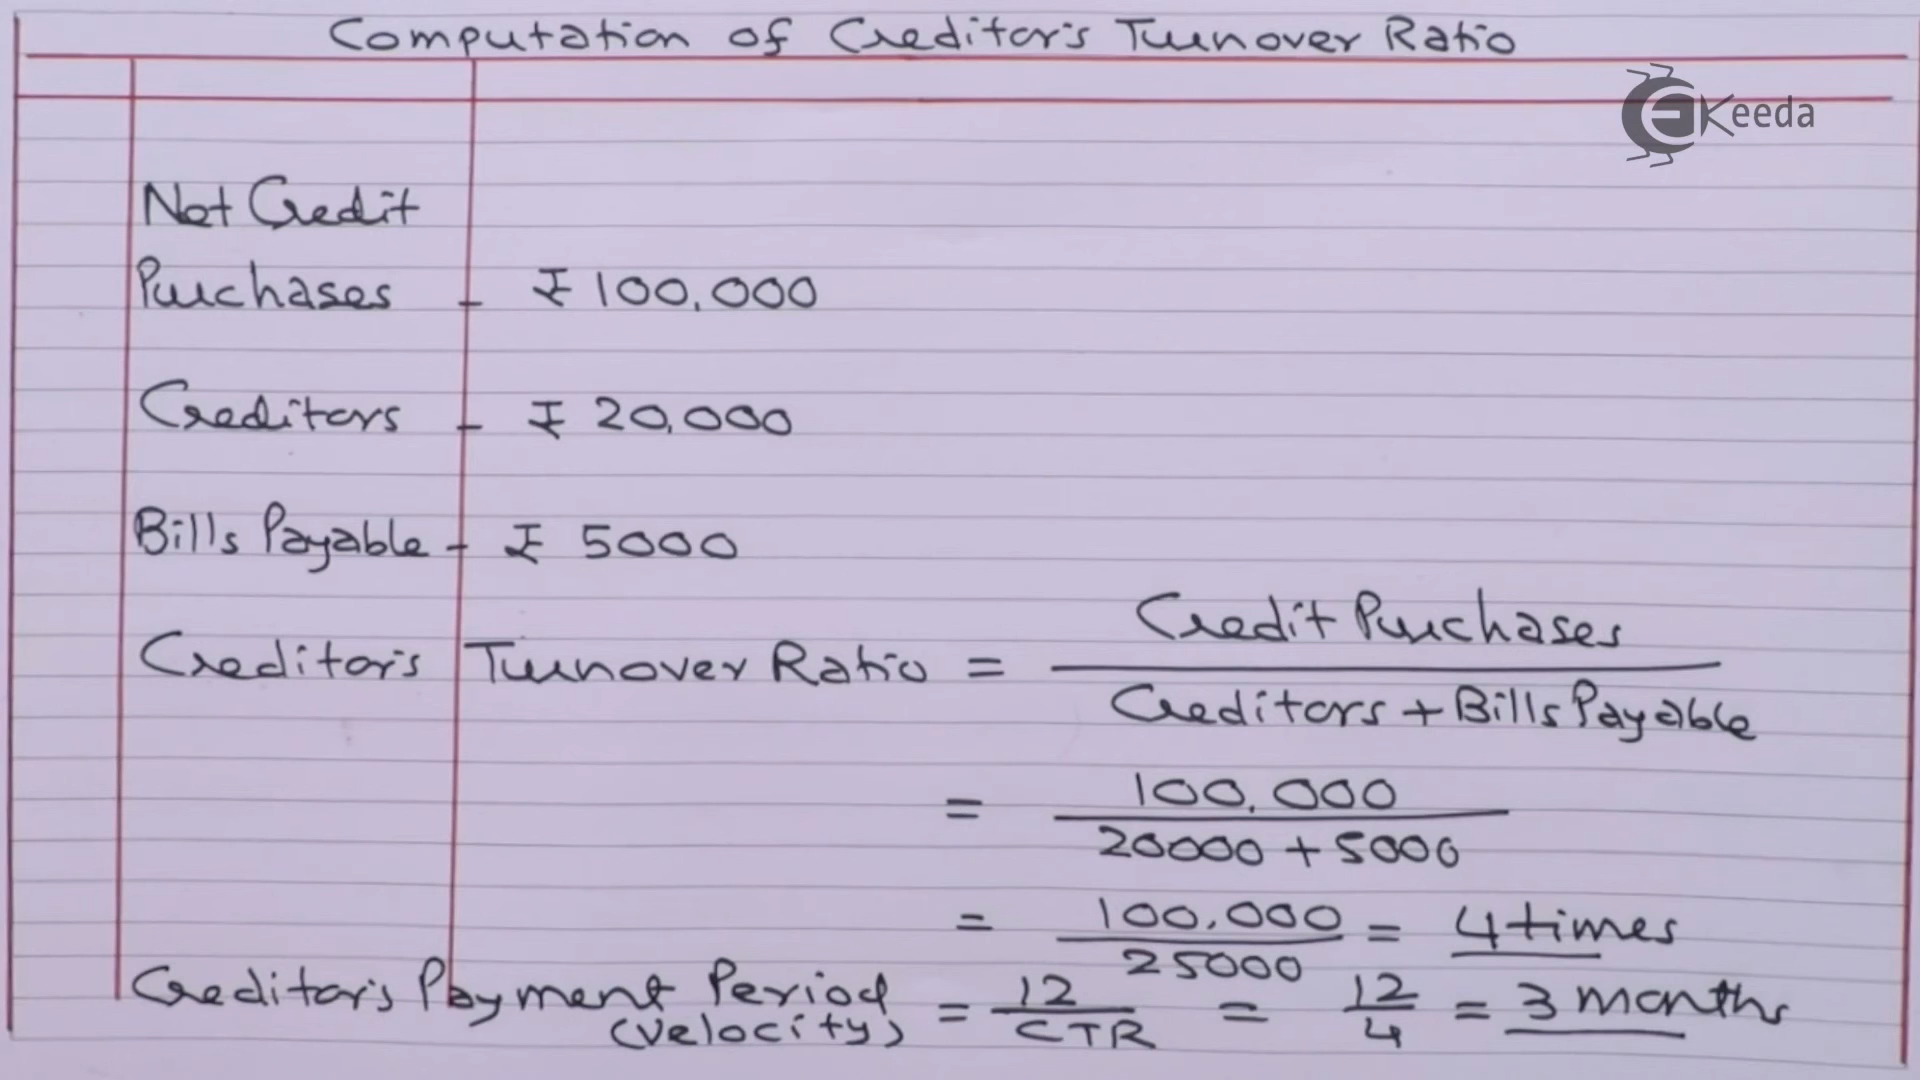 Computation of Creditor's Turnover Ratio
Keeda
Net Credit
Purchases - ₹ 100,000
Creditors - ₹ 20,000
Bills Payable - ₹ 5000
Creditor's Turnover Ratio = Credit Purchases
Creditors + Bills Payable
= 100,000
20000 + 5000
= 100,000 = 4 times
25000
Creditor's Payment Period = 12 = 12 = 3 months
(Velocity) CTR 4